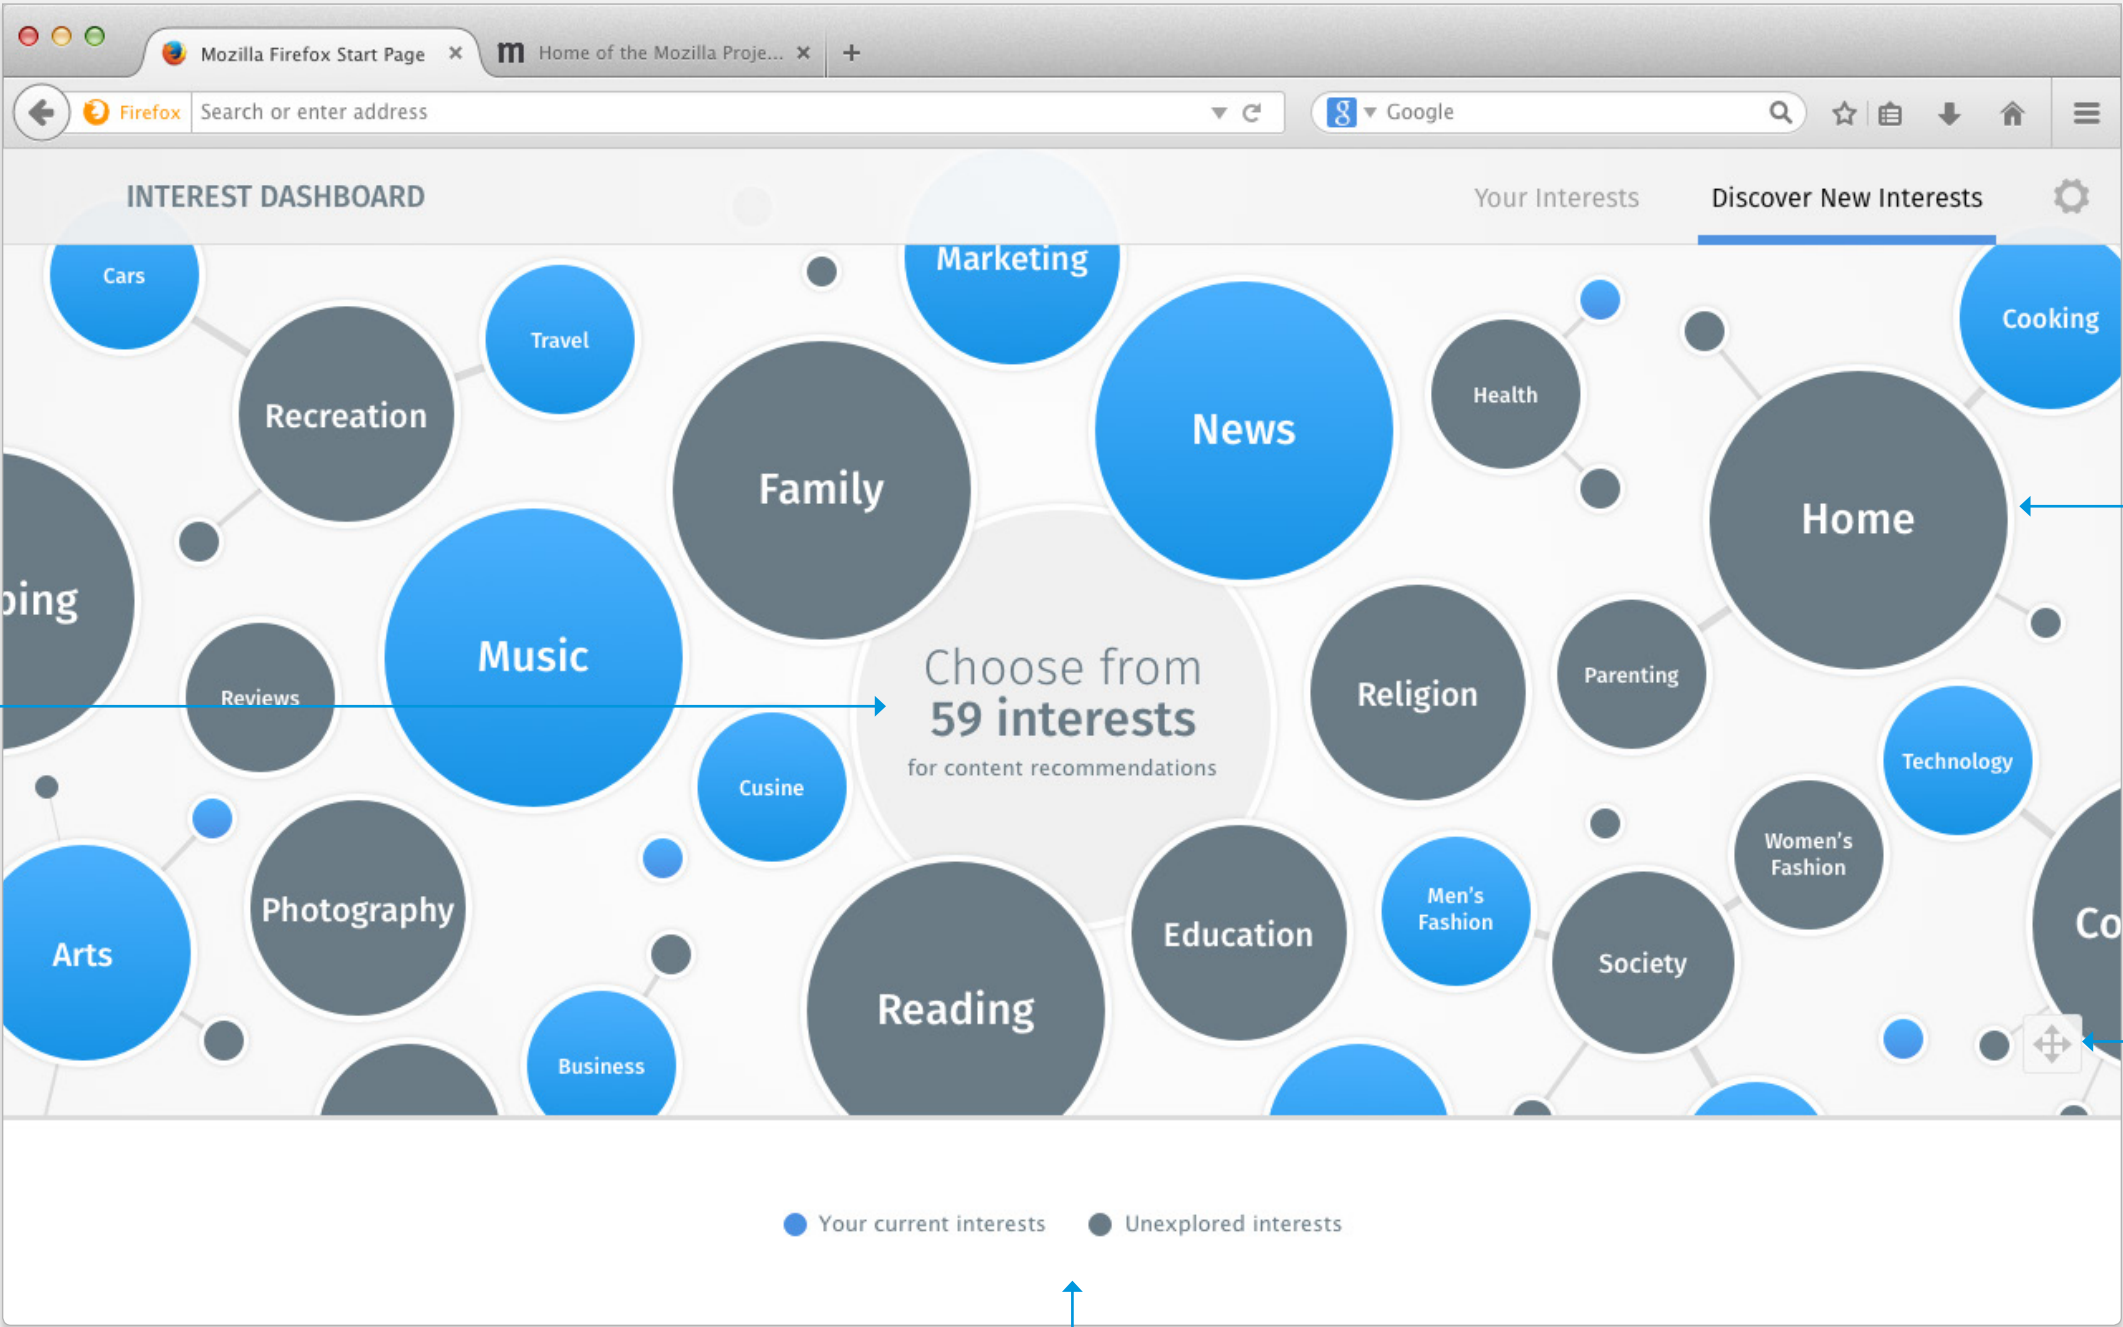 Mozilla Firefox Start Page
m Home of the Mozilla Proje...
Firefox
Search or enter address
g
Google
INTEREST DASHBOARD
Your Interests
Discover New Interests
Cars
Marketing
Travel
Cooking
Health
Recreation
News
Family
Home
ping
Music
Reviews
Choose from
59 interests
for content recommendations
Religion
Parenting
Technology
Cusine
Women's
Fashion
Men's
Fashion
Photography
Arts
Education
Society
Co
Reading
Business
Your current interests
Unexplored interests